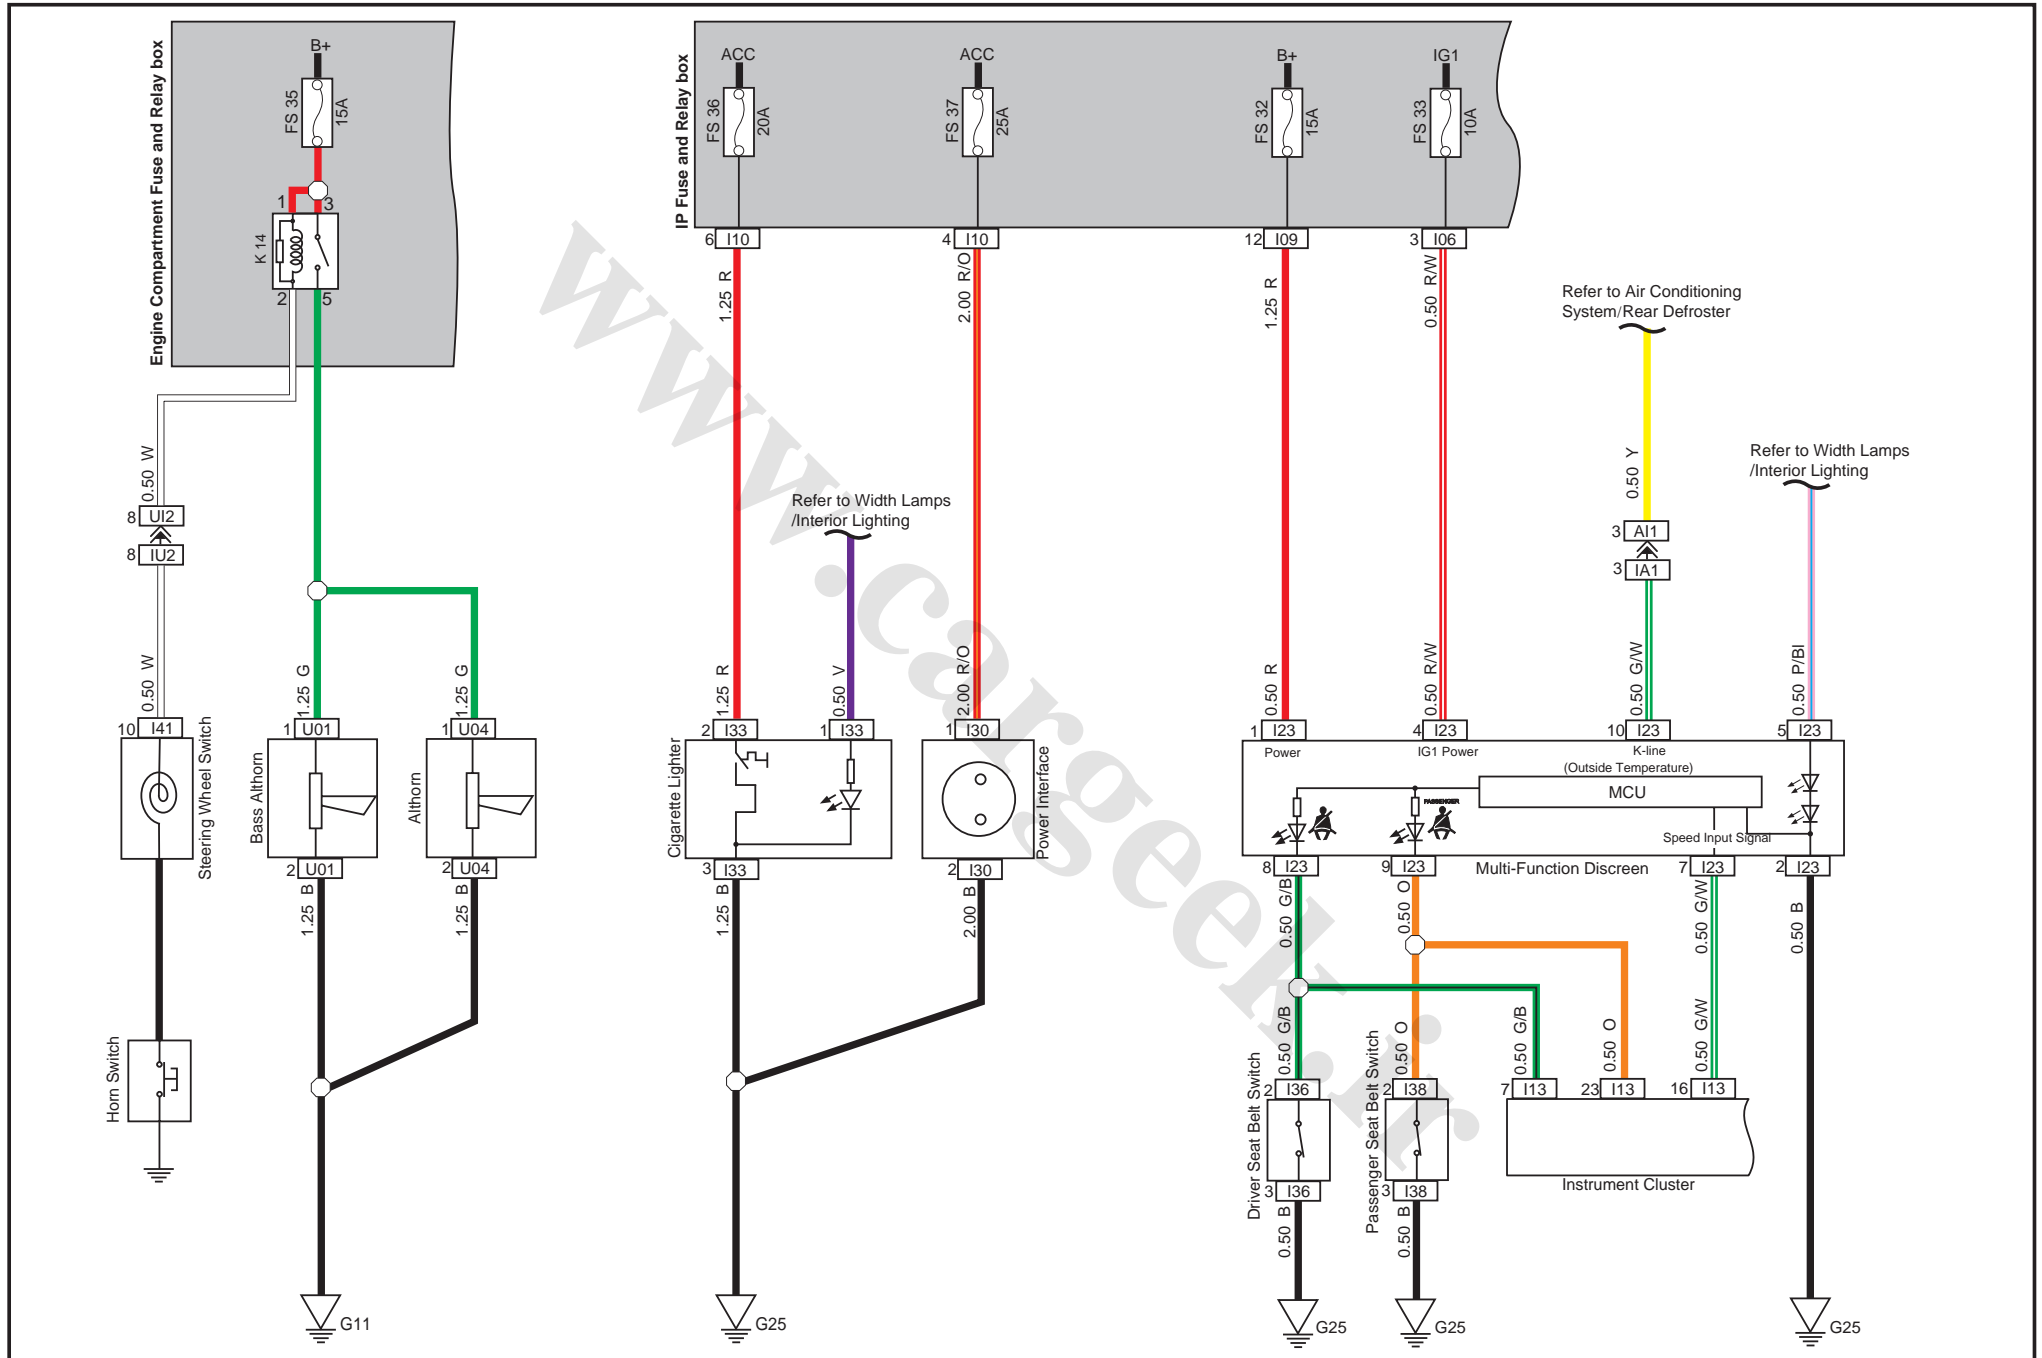 Engine Compartment Fuse and Relay box
B+
FS 35
15A
1
3
K 14
2
5
IP Fuse and Relay box
ACC
FS 36
20A
ACC
FS 37
25A
B+
FS 32
15A
IG1
FS 33
10A
6 I10
4 I10
12 I09
3 I06
1.25 R
2.00 R/O
1.25 R
0.50 R/W
Refer to Air Conditioning
System/Rear Defroster
0.50 Y
3 AI1
3 IA1
Refer to Width Lamps
/Interior Lighting
Refer to Width Lamps
/Interior Lighting
0.50 W
8 UI2
8 IU2
0.50 W
1.25 G
1.25 G
1.25 R
0.50 V
2.00 R/O
0.50 R
0.50 R/W
0.50 G/W
0.50 P/Bl
10 I41
1 U01
1 U04
2 I33
1 I33
1 I30
1 I23
4 I23
10 I23
5 I23
Steering Wheel Switch
Bass Althorn
Althorn
Cigarette Lighter
Power Interface
Power
IG1 Power
K-line
(Outside Temperature)
MCU
PASSENGER
Speed Input Signal
2 U01
2 U04
3 I33
2 I30
8 I23
9 I23
Multi-Function Discreen
7 I23
2 I23
1.25 B
1.25 B
1.25 B
2.00 B
0.50 G/B
0.50 O
0.50 G/W
0.50 B
0.50 G/B
0.50 O
0.50 G/B
0.50 O
0.50 G/W
Horn Switch
Driver Seat Belt Switch
2 I36
Passenger Seat Belt Switch
2 I38
7 I13
23 I13
16 I13
Instrument Cluster
3 I36
3 I38
0.50 B
0.50 B
G11
G25
G25
G25
G25
www.cargeek.ir